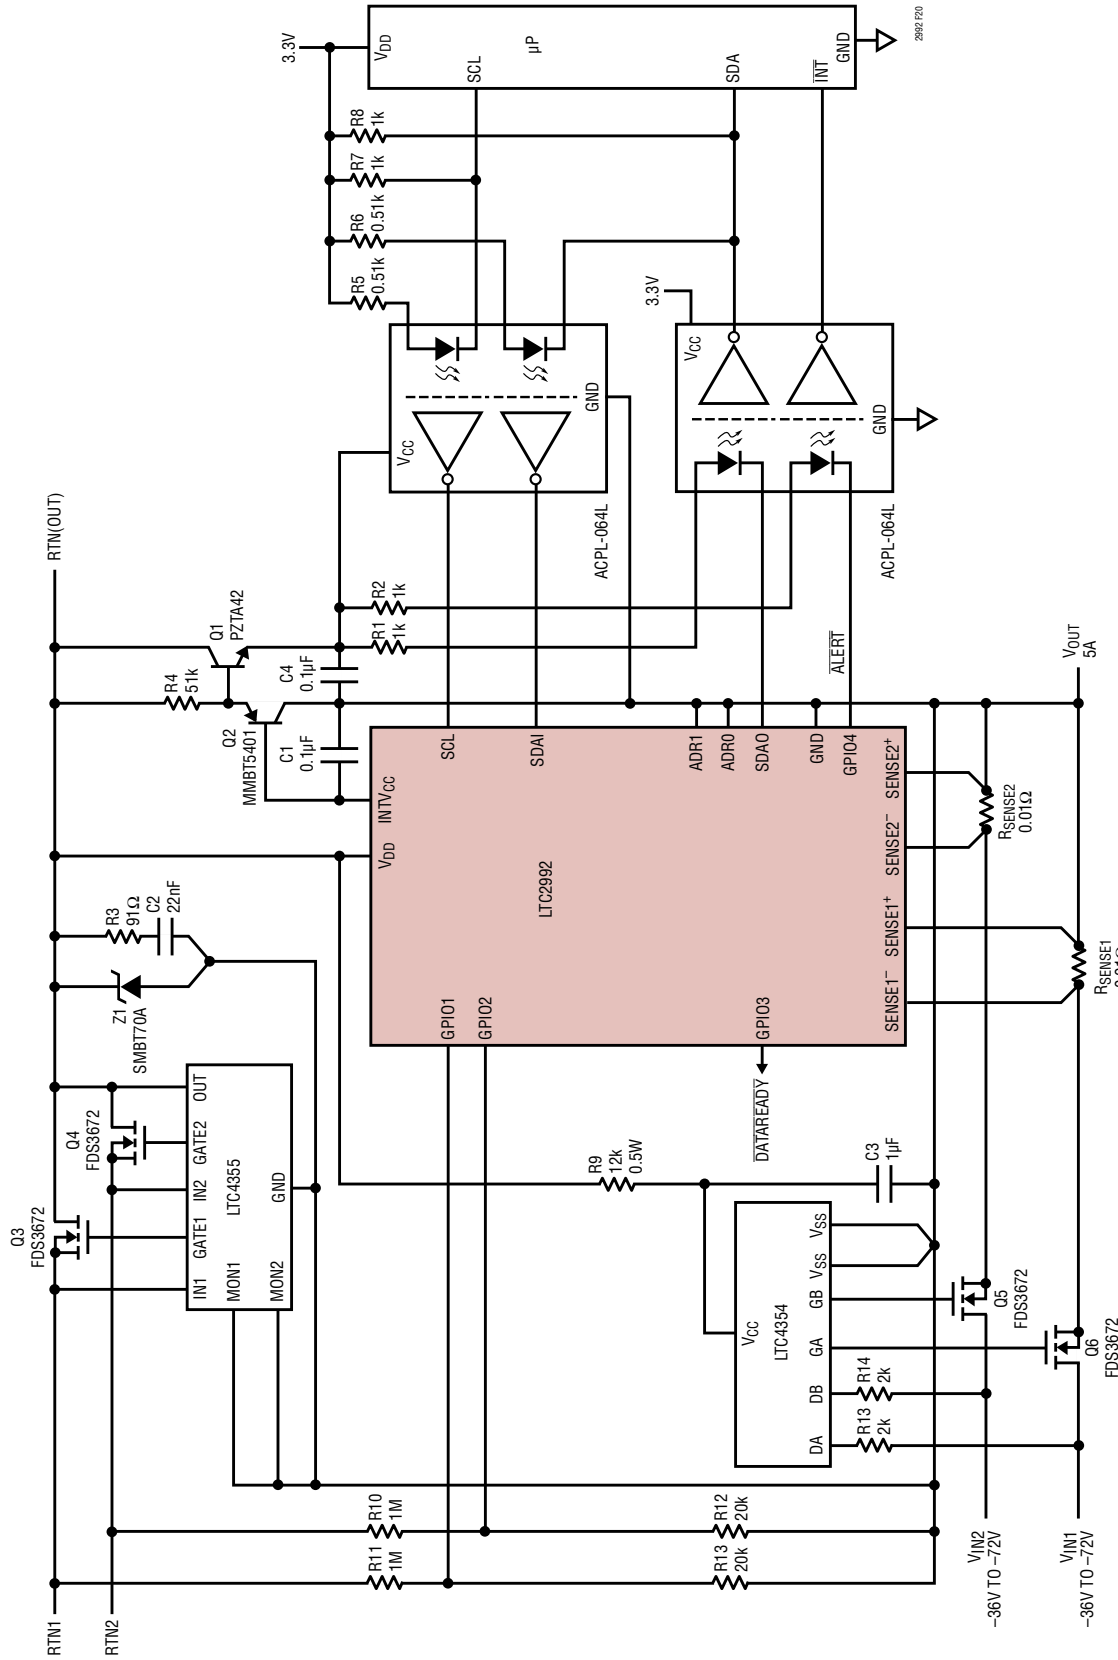 RTN1
RTN2
RTN(OUT)
Q3
FDS3672
Q4
FDS3672
Z1
SMBT70A
R3
91Ω
C2
22nF
R4
51k
Q1
PZTA42
Q2
MMBT5401
C1
0.1µF
C4
0.1µF
R1
1k
R2
1k
3.3V
R5
0.51k
R6
0.51k
R7
1k
R8
1k
VDD
µP
SCL
SDA
INT
GND
2992 F20
IN1
GATE1
IN2
GATE2
OUT
LTC4355
MON1
MON2
GND
VDD
INTVCC
GPIO1
GPIO2
GPIO3
DATAREADY
LTC2992
SCL
SDAI
ADR1
ADR0
SDAO
GND
GPIO4
ALERT
SENSE1−
SENSE1+
SENSE2−
SENSE2+
VCC
GND
ACPL-064L
3.3V
VCC
GND
ACPL-064L
R11
1M
R10
1M
R13
20k
R12
20k
R9
12k
0.5W
C3
1µF
VCC
LTC4354
DA
DB
GA
GB
VSS
VSS
R13
2k
R14
2k
Q5
FDS3672
Q6
FDS3672
RSENSE2
0.01Ω
RSENSE1
VIN2
−36V TO −72V
VIN1
−36V TO −72V
VOUT
5A